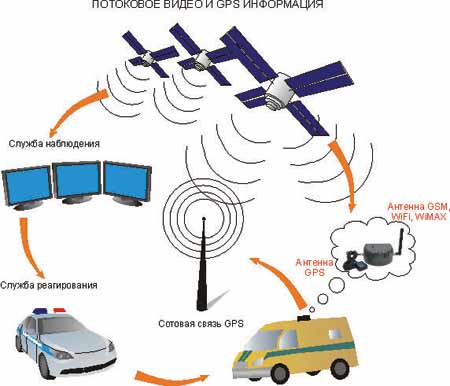 ПОТОКОВОЕ ВИДЕО И GPS ИНФОРМАЦИЯ
Служба наблюдения
Антенна GSM,
WiFi, WiMAX
Антенна
GPS
Служба реагирования
Сотовая связь GPS